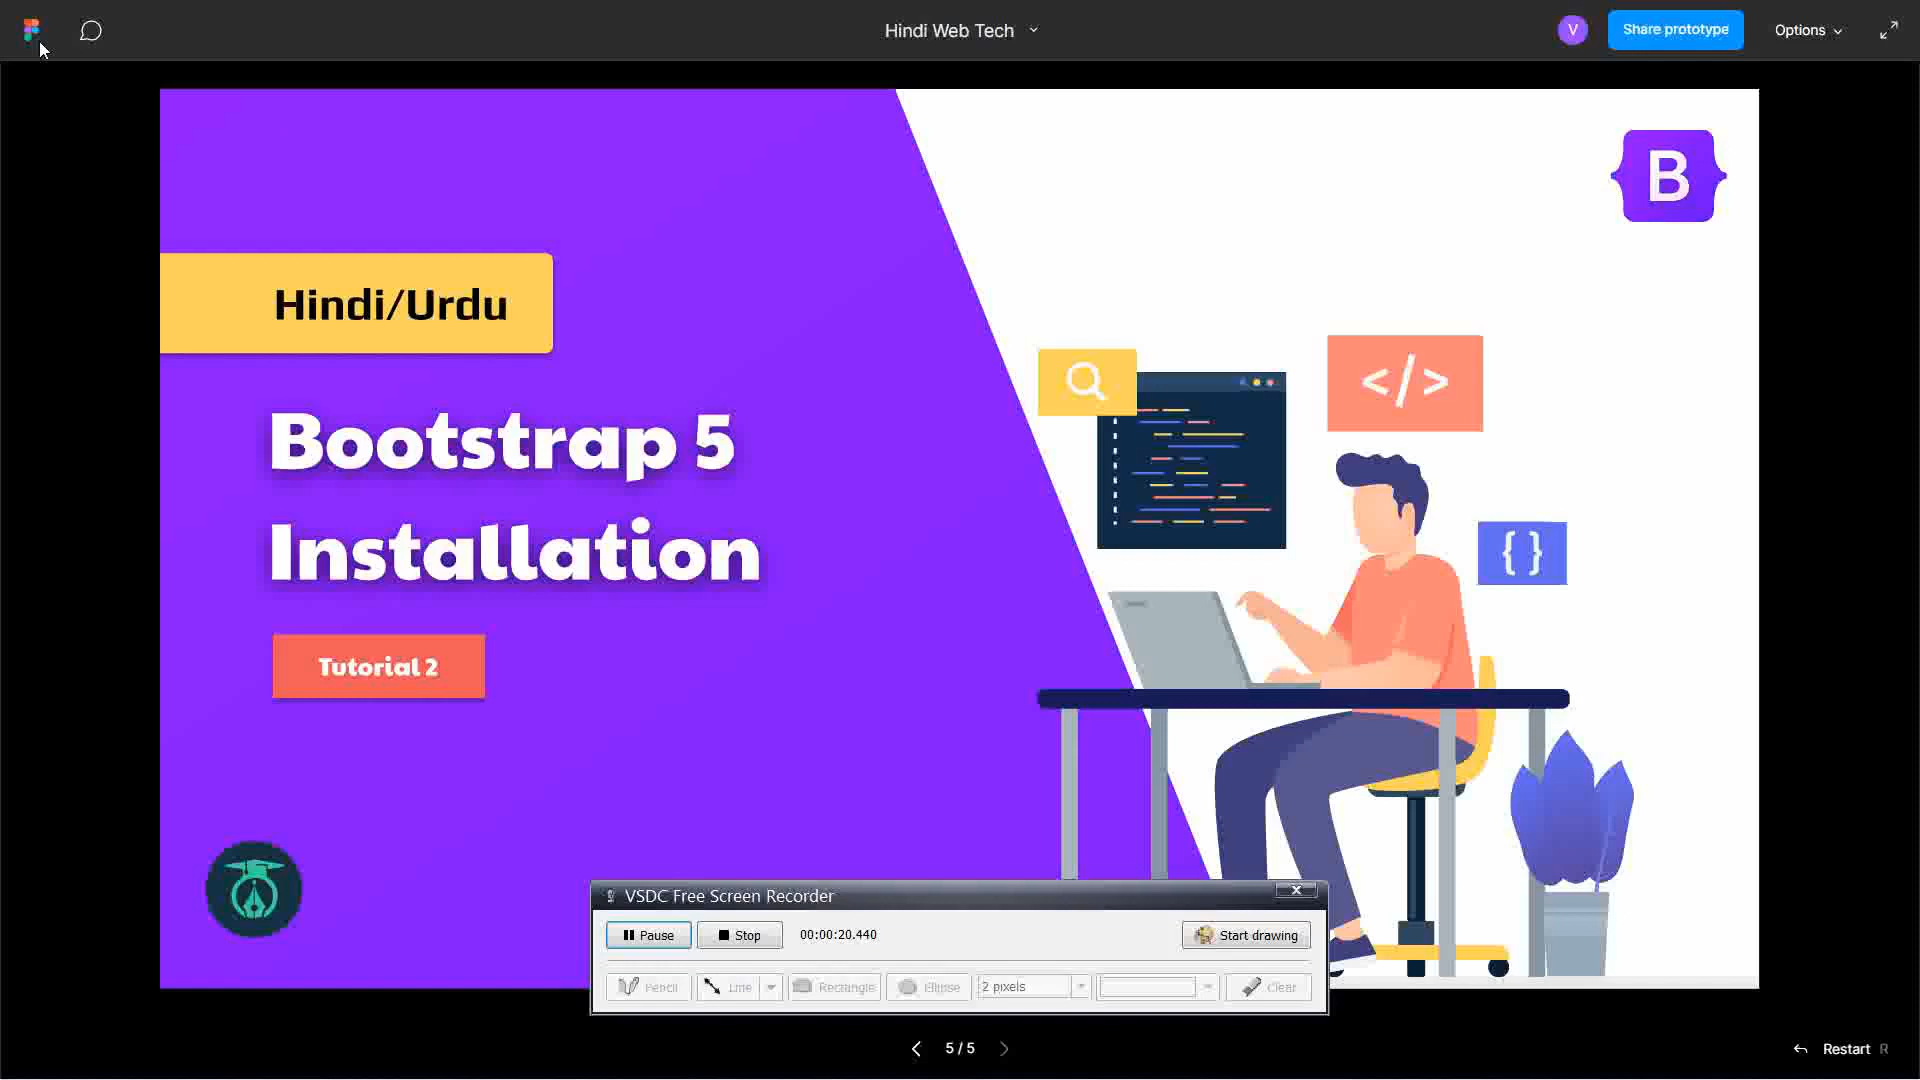 Hindi Web Tech
V
Share prototype
Options
B
Hindi/Urdu
</>
Bootstrap 5
{ }
Installation
Tutorial 2
VSDC Free Screen Recorder
Pause
Stop
00:00:20.440
Start drawing
Pencil
Line
Rectangle
Ellipse
2 pixels
Clear
5 / 5
Restart R